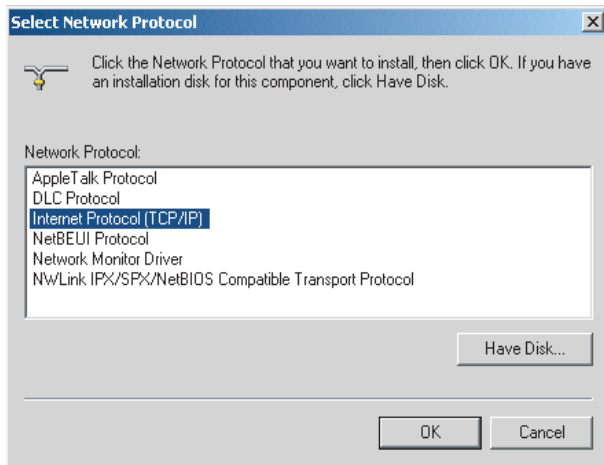 Select Network Protocol
Click the Network Protocol that you want to install, then click OK. If you have
an installation disk for this component, click Have Disk.
Network Protocol:
AppleTalk Protocol
DLC Protocol
Internet Protocol (TCP/IP)
NetBEUI Protocol
Network Monitor Driver
NWLink IPX/SPX/NetBIOS Compatible Transport Protocol
Have Disk...
OK
Cancel